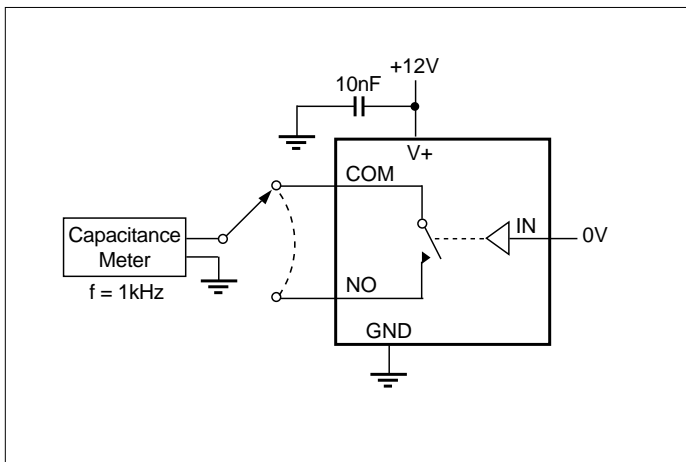 +12V
10nF
V+
COM
IN
0V
Capacitance
Meter
f = 1kHz
NO
GND